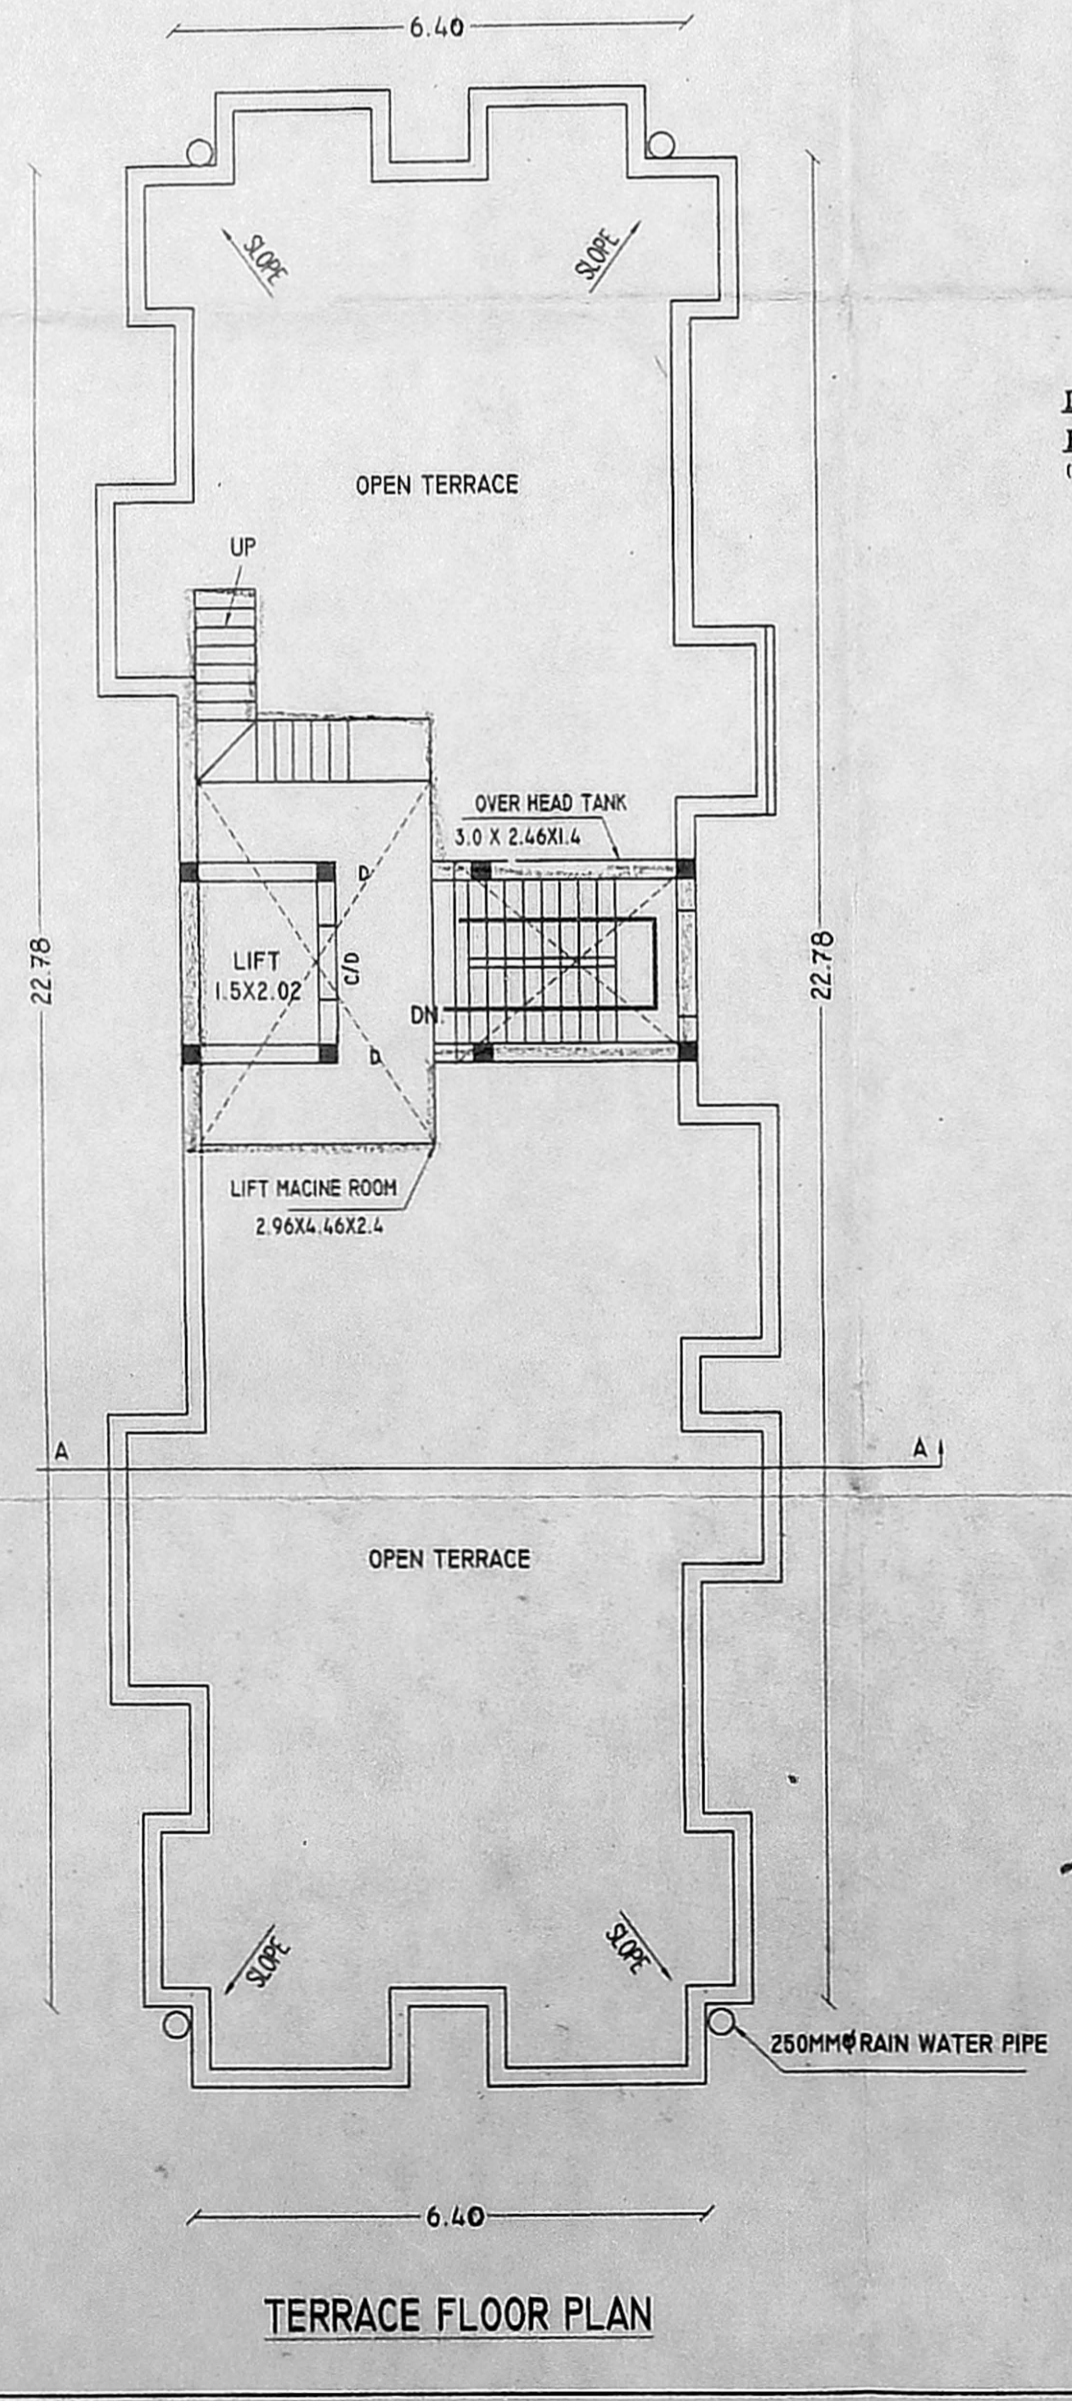 6.40
SLOPE
SLOPE
OPEN TERRACE
UP
OVER HEAD TANK
3.0 X 2.46X1.4
D
LIFT
1.5X2.02
C/D
22.78
22.78
DN.
D
LIFT MACINE ROOM
2.96X4.46X2.4
A
A
OPEN TERRACE
SLOPE
SLOPE
250MMφ RAIN WATER PIPE
6.40
TERRACE FLOOR PLAN